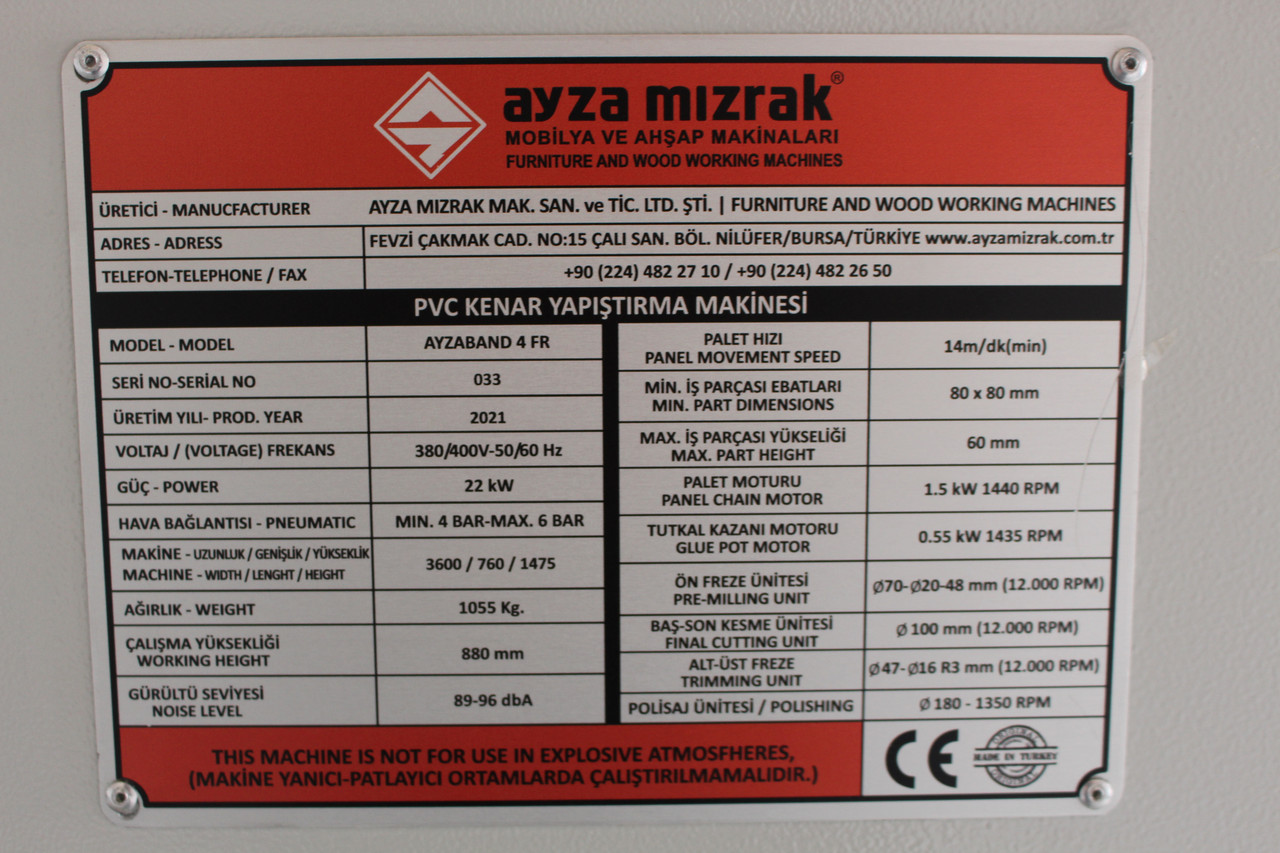 ayza mızrak®
MOBİLYA VE AHŞAP MAKİNALARI
FURNITURE AND WOOD WORKING MACHINES
ÜRETİCİ - MANUCFACTURER AYZA MIZRAK MAK. SAN. ve TİC. LTD. ŞTİ. | FURNITURE AND WOOD WORKING MACHINES
ADRES - ADRESS FEVZİ ÇAKMAK CAD. NO:15 ÇALI SAN. BÖL. NİLÜFER/BURSA/TÜRKİYE www.ayzamizrak.com.tr
TELEFON-TELEPHONE / FAX +90 (224) 482 27 10 / +90 (224) 482 26 50
PVC KENAR YAPIŞTIRMA MAKİNESİ
MODEL - MODEL AYZABAND 4 FR
SERİ NO-SERIAL NO 033
ÜRETİM YILI- PROD. YEAR 2021
VOLTAJ / (VOLTAGE) FREKANS 380/400V-50/60 Hz
GÜÇ - POWER 22 kW
HAVA BAĞLANTISI - PNEUMATIC MIN. 4 BAR-MAX. 6 BAR
MAKİNE - UZUNLUK / GENİŞLİK / YÜKSEKLİK
MACHINE - WIDTH / LENGHT / HEIGHT
3600 / 760 / 1475
AĞIRLIK - WEIGHT 1055 Kg.
ÇALIŞMA YÜKSEKLİĞİ
WORKING HEIGHT
880 mm
GÜRÜLTÜ SEVİYESİ
NOISE LEVEL
89-96 dbA
PALET HIZI
PANEL MOVEMENT SPEED
14m/dk(min)
MİN. İŞ PARÇASI EBATLARI
MIN. PART DIMENSIONS
80 x 80 mm
MAX. İŞ PARÇASI YÜKSELİĞİ
MAX. PART HEIGHT
60 mm
PALET MOTURU
PANEL CHAIN MOTOR
1.5 kW 1440 RPM
TUTKAL KAZANI MOTORU
GLUE POT MOTOR
0.55 kW 1435 RPM
ÖN FREZE ÜNİTESİ
PRE-MILLING UNIT
Ø70-Ø20-48 mm (12.000 RPM)
BAŞ-SON KESME ÜNİTESİ
FINAL CUTTING UNIT
Ø 100 mm (12.000 RPM)
ALT-ÜST FREZE
TRIMMING UNIT
Ø47-Ø16 R3 mm (12.000 RPM)
POLİSAJ ÜNİTESİ / POLISHING Ø 180 - 1350 RPM
THIS MACHINE IS NOT FOR USE IN EXPLOSIVE ATMOSFHERES,
(MAKİNE YANICI-PATLAYICI ORTAMLARDA ÇALIŞTIRILMAMALIDIR.)
CE
ORIGINAL
MADE IN TURKEY
ORIGINAL